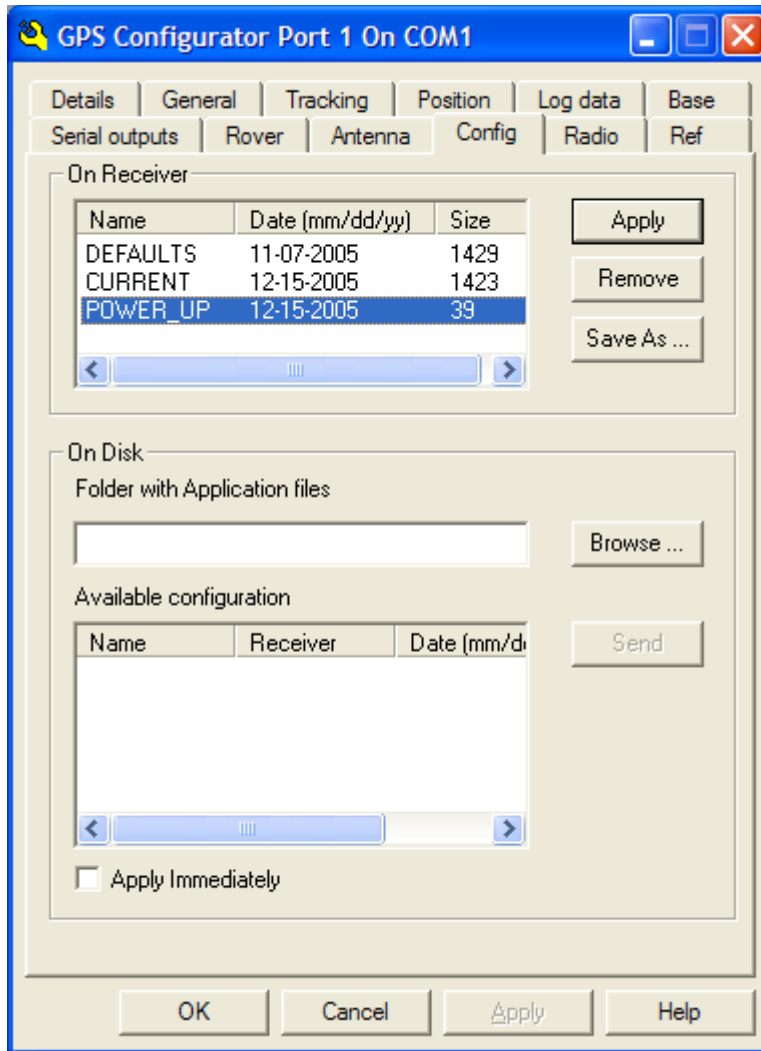 GPS Configurator Port 1 On COM1
Details General Tracking Position Log data Base
Serial outputs Rover Antenna Config Radio Ref
On Receiver
Name Date (mm/dd/yy) Size
DEFAULTS 11-07-2005 1429
CURRENT 12-15-2005 1423
POWER_UP 12-15-2005 39
Apply
Remove
Save As ...
On Disk
Folder with Application files
Browse ...
Available configuration
Name Receiver Date (mm/d
Send
Apply Immediately
OK Cancel Apply Help